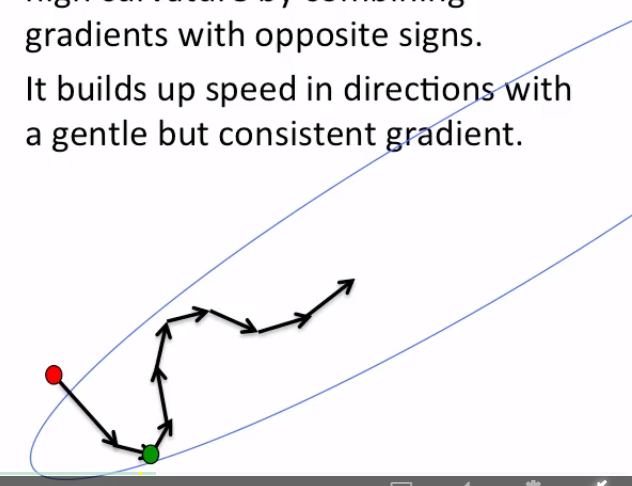 gradients with opposite signs.
It builds up speed in directions with
a gentle but consistent gradient.